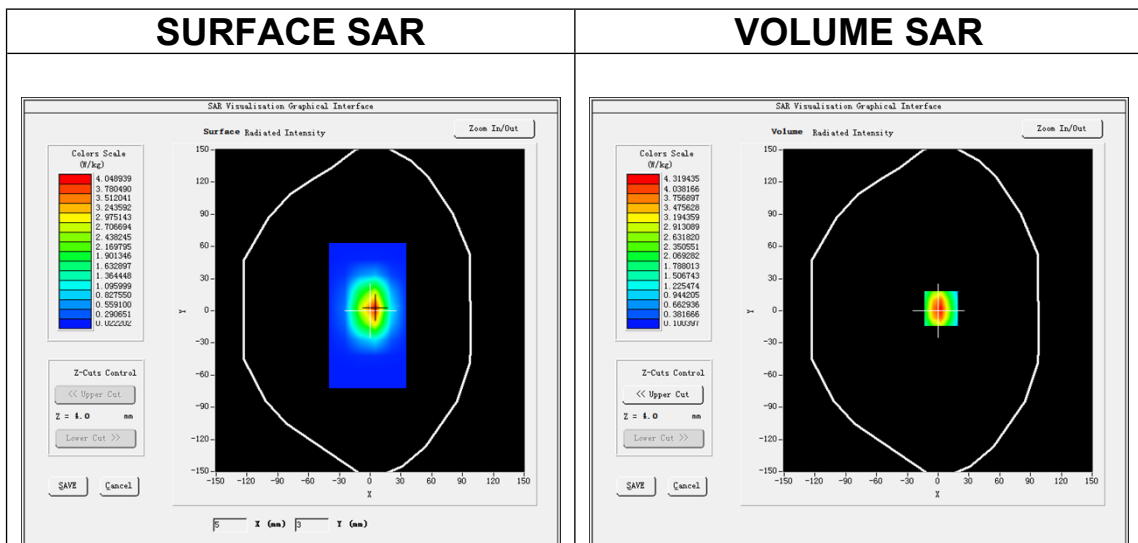 SURFACE SAR
VOLUME SAR
SAR Visualisation Graphical Interface
Surface Radiated Intensity
Zoom In/Out
Colors Scale
(W/kg)
4.048939
3.780490
3.512041
3.243592
2.975143
2.706694
2.438245
2.169795
1.901346
1.632897
1.364448
1.095999
0.827550
0.559100
0.290651
0.022202
Z-Cuts Control
<< Upper Cut
Z = 4.0 mm
Lower Cut >>
SAVE Cancel
150
120
90
60
30
0
-30
-60
-90
-120
-150
Y
-150 -120 -90 -60 -30 0 30 60 90 120 150
X
5 X (mm) 3 Y (mm)
SAR Visualisation Graphical Interface
Volume Radiated Intensity
Zoom In/Out
Colors Scale
(W/kg)
4.319435
4.038166
3.756897
3.475628
3.194359
2.913089
2.631820
2.350551
2.069282
1.788013
1.506743
1.225474
0.944205
0.662936
0.381666
0.100397
Z-Cuts Control
<< Upper Cut
Z = 4.0 mm
Lower Cut >>
SAVE Cancel
150
120
90
60
30
0
-30
-60
-90
-120
-150
Y
-150 -120 -90 -60 -30 0 30 60 90 120 150
X